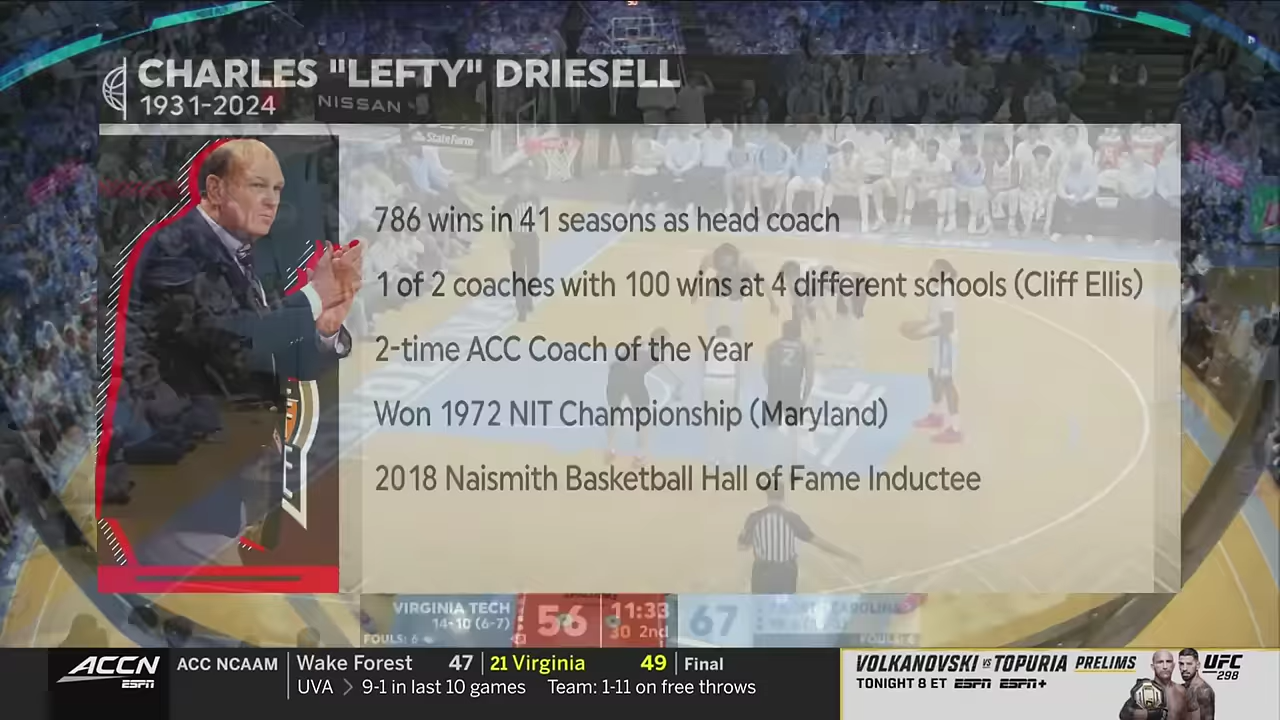 CHARLES "LEFTY" DRIESELL
1931-2024
NISSAN
StateFarm
786 wins in 41 seasons as head coach
1 of 2 coaches with 100 wins at 4 different schools (Cliff Ellis)
2-time ACC Coach of the Year
Won 1972 NIT Championship (Maryland)
2018 Naismith Basketball Hall of Fame Inductee
VIRGINIA TECH 56 11:33 67
14-10 (6-7) 30 2nd
FOULS: 6 FOULS: 6
ACCN ESPN ACC NCAAM Wake Forest 47 21 Virginia 49 Final
UVA > 9-1 in last 10 games Team: 1-11 on free throws
VOLKANOVSKI VS TOPURIA PRELIMS UFC 298
TONIGHT 8 ET ESPN ESPN+